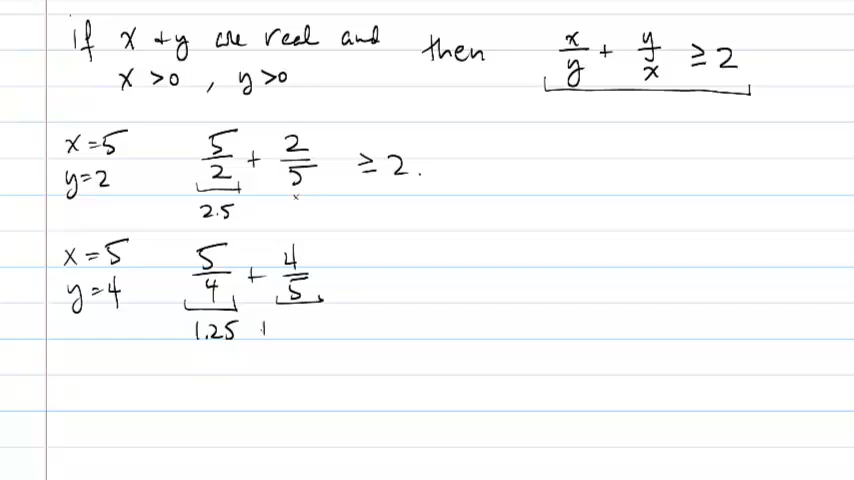 if x + y are real and then x/y + y/x ≥ 2
x > 0 , y > 0
x = 5 5/2 + 2/5 ≥ 2.
y = 2
2.5
x = 5 5/4 + 4/5
y = 4
1.25 +